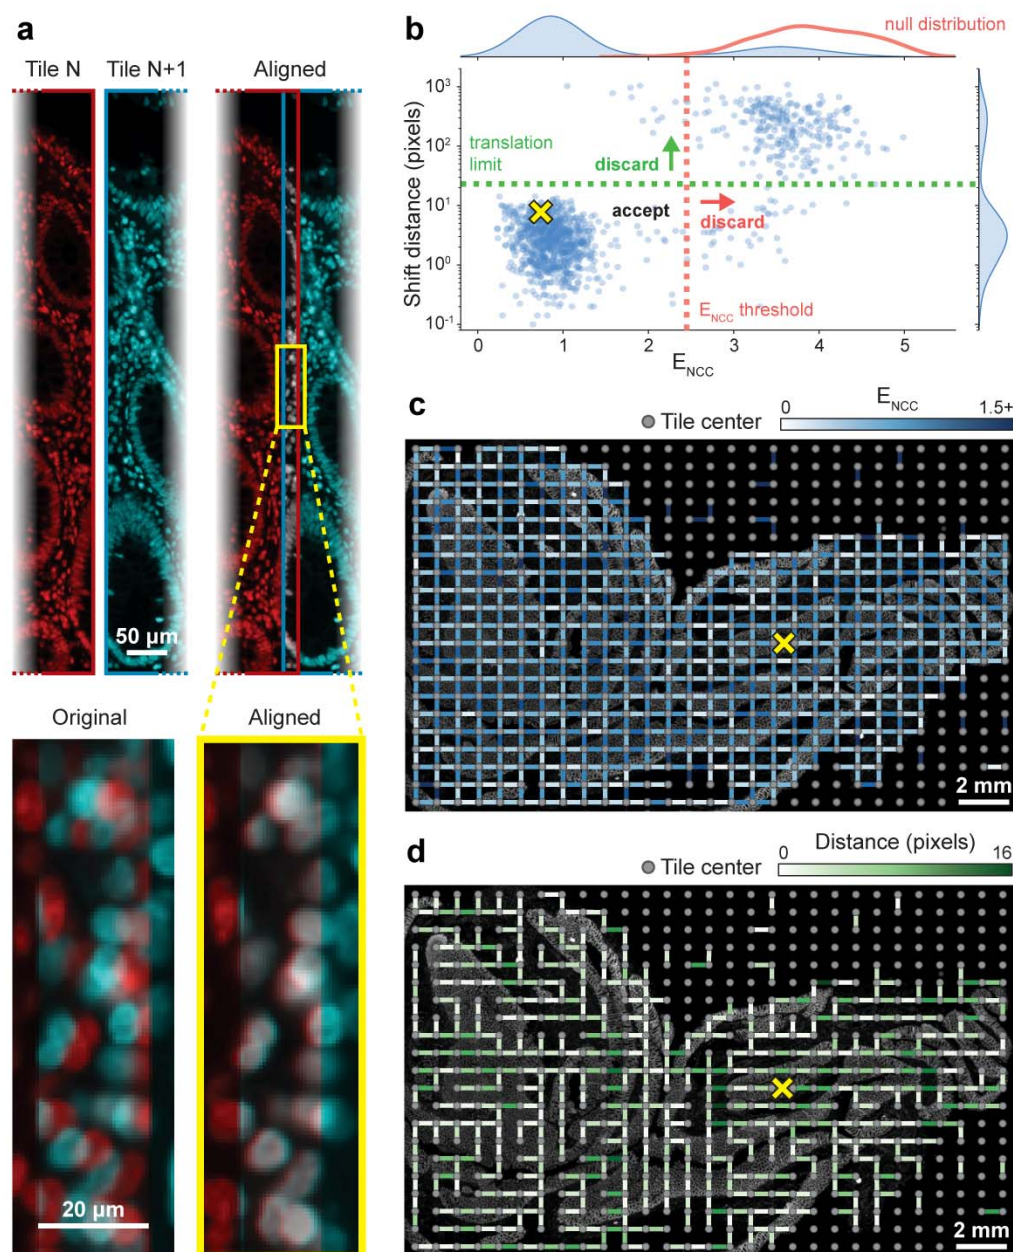 a
Tile N
Tile N+1
Aligned
50 µm
Original
Aligned
20 µm
b
null distribution
Shift distance (pixels)
10³
10²
10¹
10⁰
10⁻¹
translation
limit
discard
accept
discard
E_NCC threshold
0 1 2 3 4 5
E_NCC
c
E_NCC
Tile center
0
1.5+
2 mm
d
Distance (pixels)
Tile center
0
16
2 mm